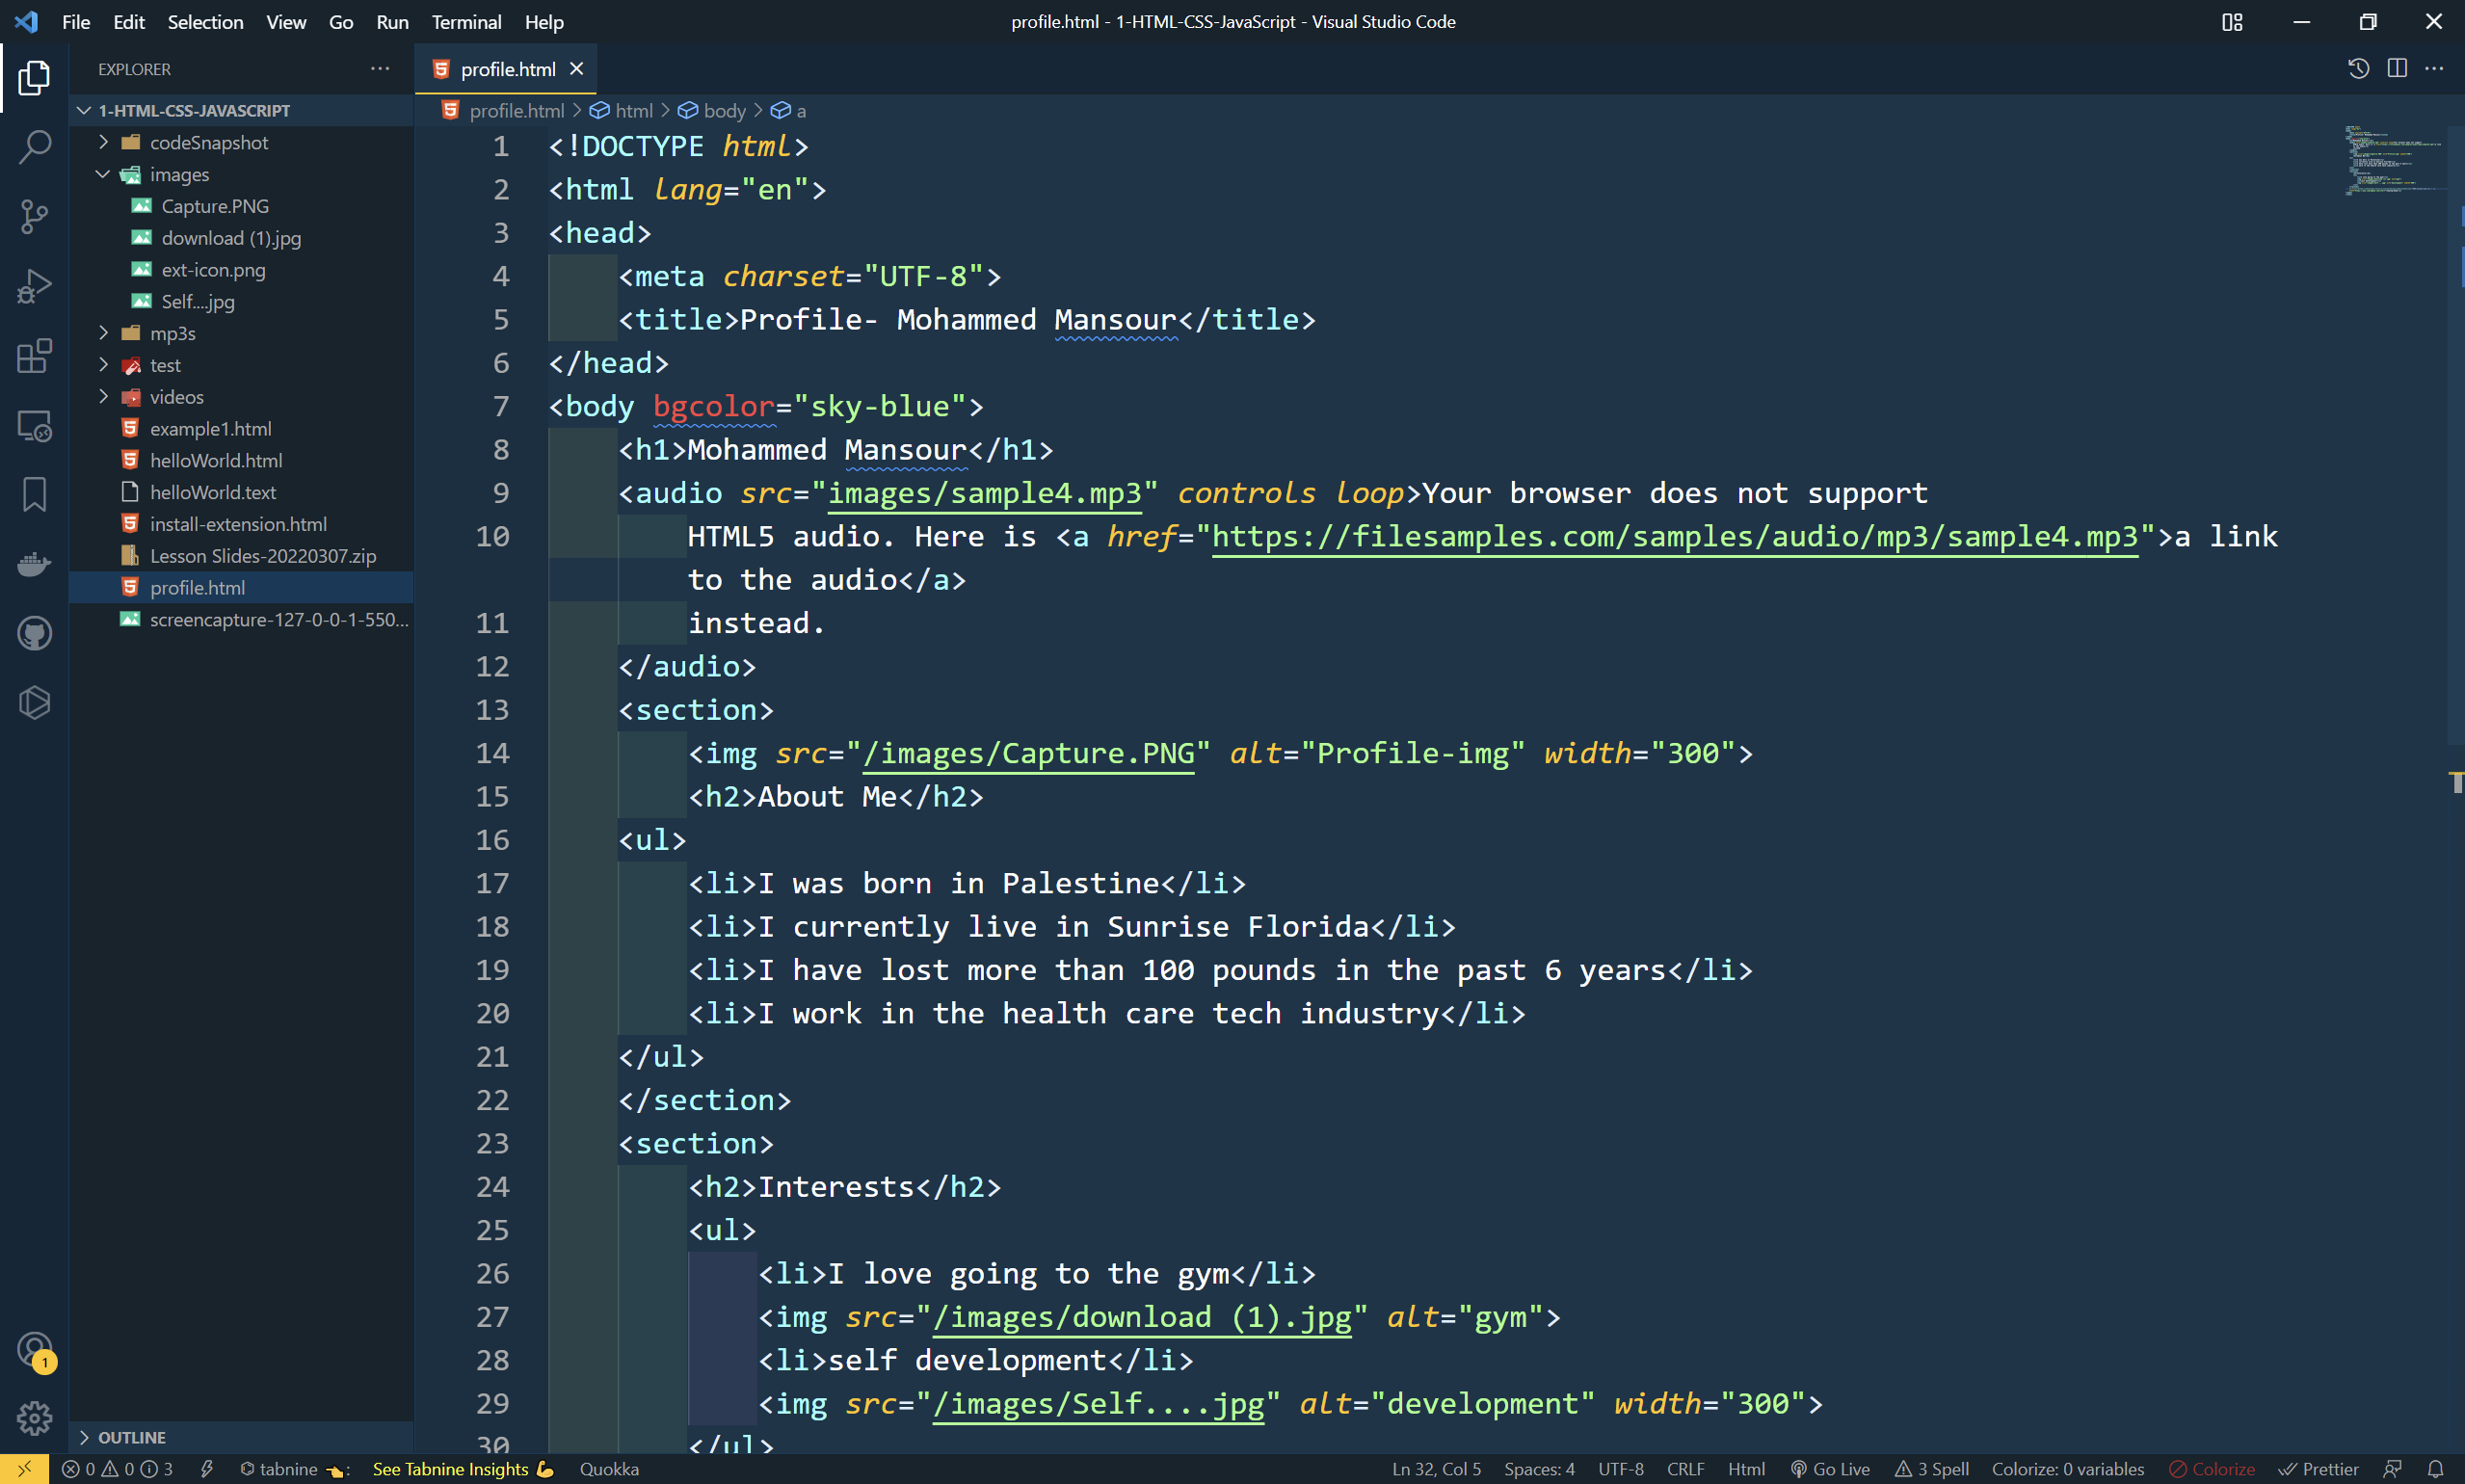 File Edit Selection View Go Run Terminal Help
profile.html - 1-HTML-CSS-JavaScript - Visual Studio Code
EXPLORER
1-HTML-CSS-JAVASCRIPT
codeSnapshot
images
Capture.PNG
download (1).jpg
ext-icon.png
Self....jpg
mp3s
test
videos
example1.html
helloWorld.html
helloWorld.text
install-extension.html
Lesson Slides-20220307.zip
profile.html
screencapture-127-0-0-1-550...
OUTLINE
profile.html
profile.html > html > body > a
1 <!DOCTYPE html>
2 <html lang="en">
3 <head>
4 <meta charset="UTF-8">
5 <title>Profile- Mohammed Mansour</title>
6 </head>
7 <body bgcolor="sky-blue">
8 <h1>Mohammed Mansour</h1>
9 <audio src="images/sample4.mp3" controls loop>Your browser does not support
10 HTML5 audio. Here is <a href="https://filesamples.com/samples/audio/mp3/sample4.mp3">a link
to the audio</a>
11 instead.
12 </audio>
13 <section>
14 <img src="/images/Capture.PNG" alt="Profile-img" width="300">
15 <h2>About Me</h2>
16 <ul>
17 <li>I was born in Palestine</li>
18 <li>I currently live in Sunrise Florida</li>
19 <li>I have lost more than 100 pounds in the past 6 years</li>
20 <li>I work in the health care tech industry</li>
21 </ul>
22 </section>
23 <section>
24 <h2>Interests</h2>
25 <ul>
26 <li>I love going to the gym</li>
27 <img src="/images/download (1).jpg" alt="gym">
28 <li>self development</li>
29 <img src="/images/Self....jpg" alt="development" width="300">
30 </ul>
1
0 0 3 tabnine : See Tabnine Insights Quokka
Ln 32, Col 5 Spaces: 4 UTF-8 CRLF Html Go Live 3 Spell Colorize: 0 variables Colorize Prettier